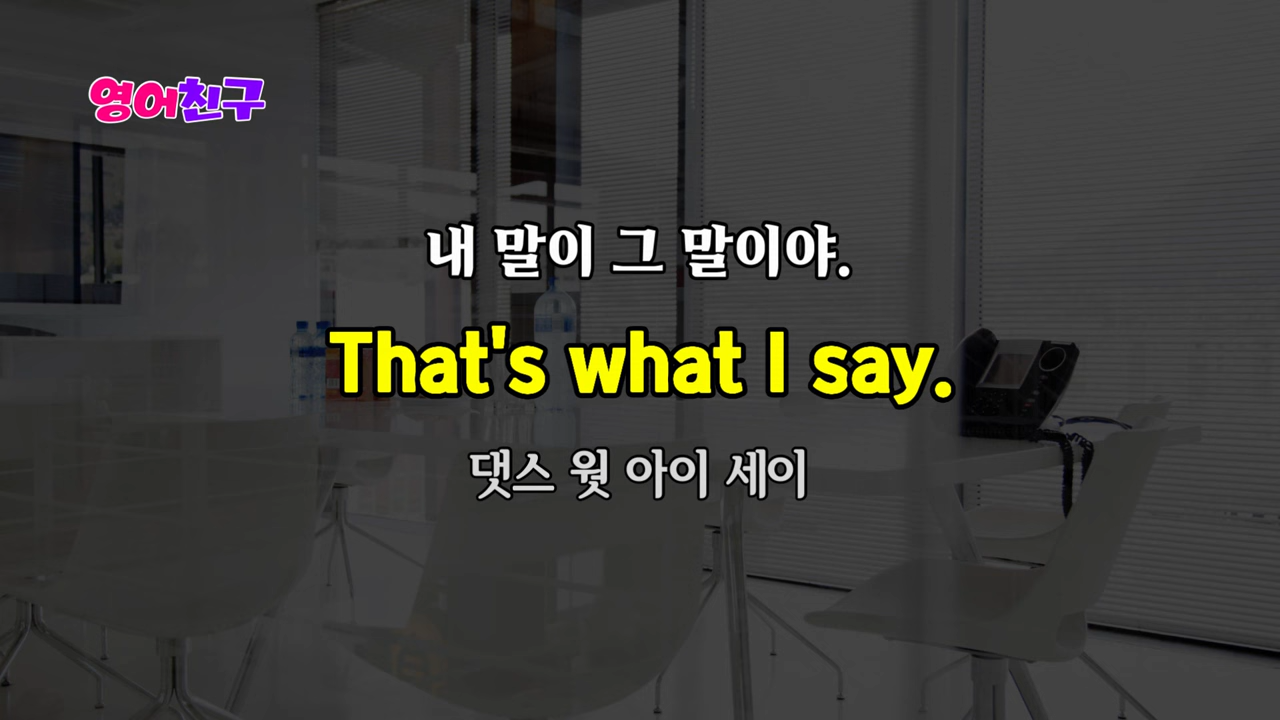 영어친구
내 말이 그 말이야.
That's what I say.
댓스 웟 아이 세이